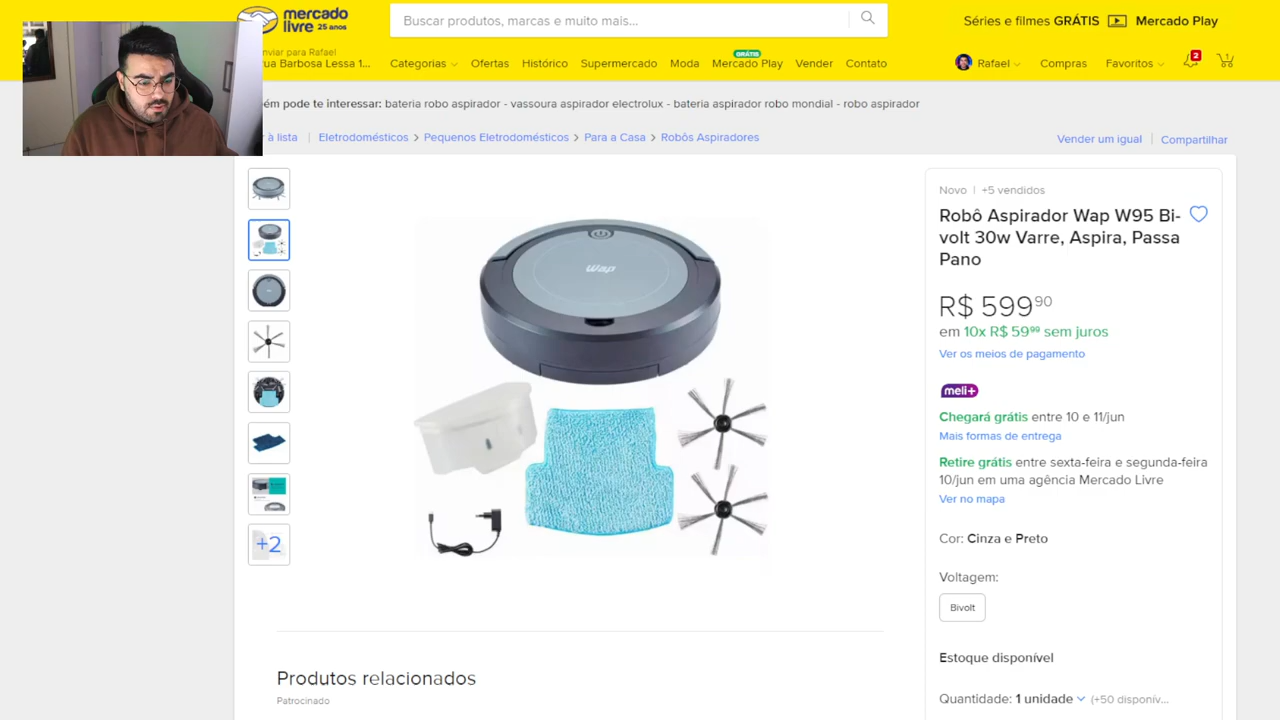 mercado
livre 25 anos
Buscar produtos, marcas e muito mais...
Séries e filmes GRÁTIS Mercado Play
enviar para Rafael
rua Barbosa Lessa 1...
Categorias
Ofertas
Histórico
Supermercado
Moda
GRÁTIS
Mercado Play
Vender
Contato
Rafael
Compras
Favoritos
2
1
também pode te interessar: bateria robo aspirador - vassoura aspirador electrolux - bateria aspirador robo mondial - robo aspirador
à lista | Eletrodomésticos > Pequenos Eletrodomésticos > Para a Casa > Robôs Aspiradores
Vender um igual | Compartilhar
+2
Wap
Novo | +5 vendidos
Robô Aspirador Wap W95 Bi-
volt 30w Varre, Aspira, Passa
Pano
R$ 599 90
em 10x R$ 59 99 sem juros
Ver os meios de pagamento
meli+
Chegará grátis entre 10 e 11/jun
Mais formas de entrega
Retire grátis entre sexta-feira e segunda-feira
10/jun em uma agência Mercado Livre
Ver no mapa
Cor: Cinza e Preto
Voltagem:
Bivolt
Estoque disponível
Quantidade: 1 unidade (+50 disponív...
Produtos relacionados
Patrocinado